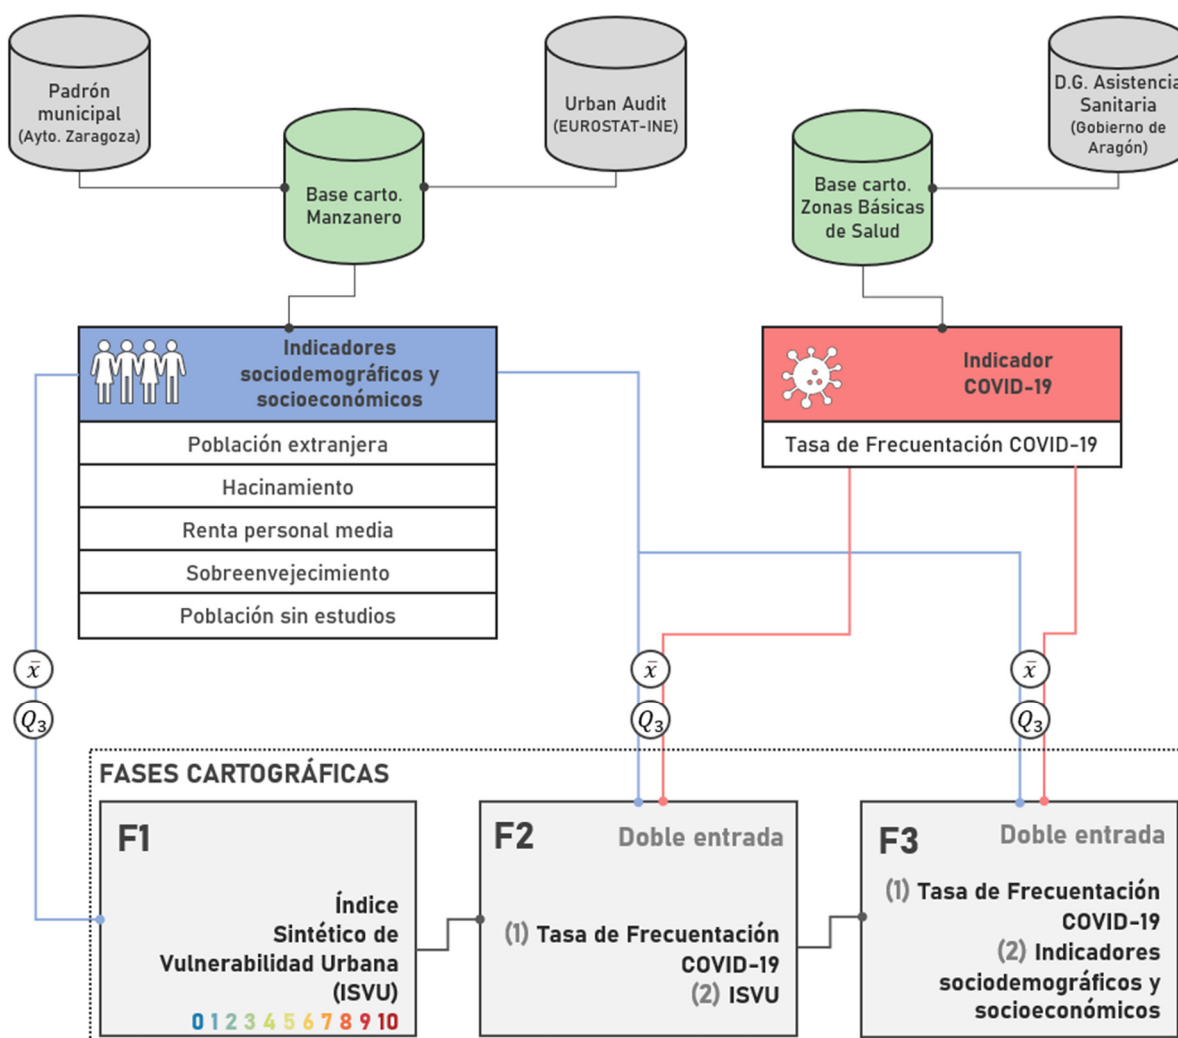 Padrón
municipal
(Ayto. Zaragoza)
Urban Audit
(EUROSTAT-INE)
D.G. Asistencia
Sanitaria
(Gobierno de
Aragón)
Base carto.
Manzanero
Base carto.
Zonas Básicas
de Salud
Indicadores
sociodemográficos y
socioeconómicos
Población extranjera
Hacinamiento
Renta personal media
Sobreenvejecimiento
Población sin estudios
Indicador
COVID-19
Tasa de Frecuentación COVID-19
x̄
Q₃
x̄
Q₃
x̄
Q₃
FASES CARTOGRÁFICAS
F1
Índice
Sintético de
Vulnerabilidad Urbana
(ISVU)
0 1 2 3 4 5 6 7 8 9 10
F2
Doble entrada
(1) Tasa de Frecuentación
COVID-19
(2) ISVU
F3
Doble entrada
(1) Tasa de Frecuentación
COVID-19
(2) Indicadores
sociodemográficos y
socioeconómicos